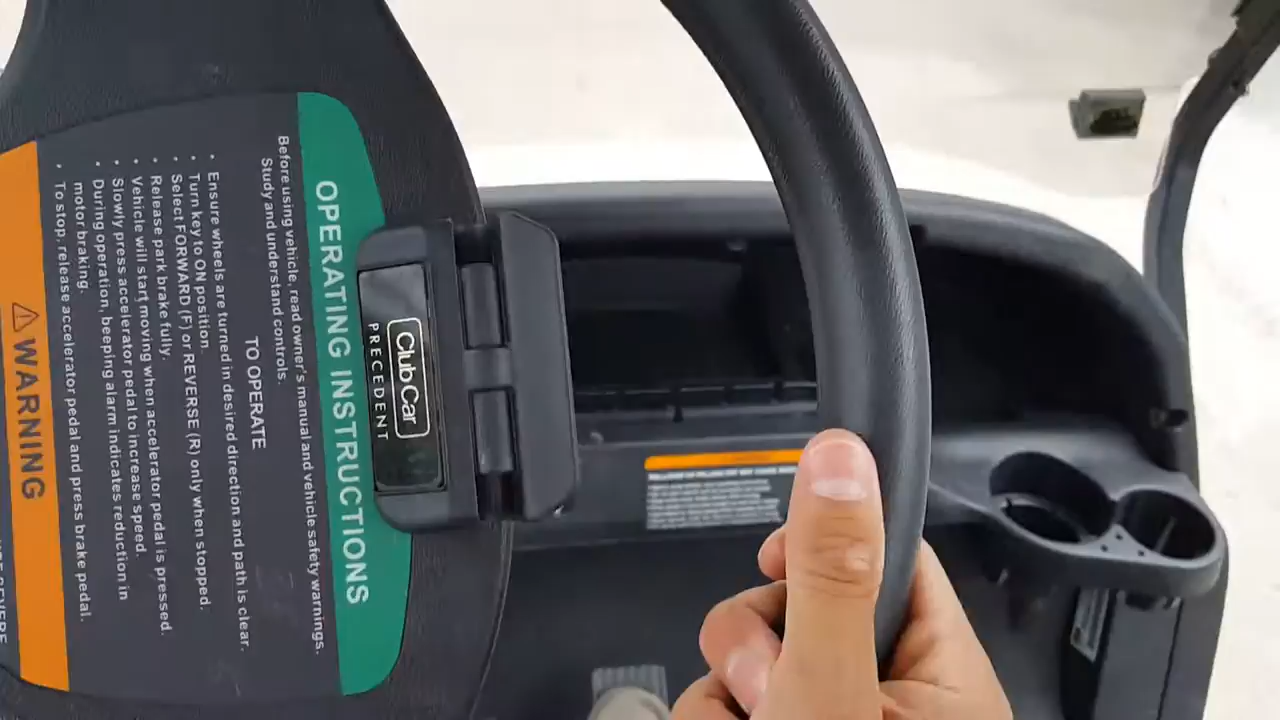 OPERATING INSTRUCTIONS
Before using vehicle, read owner's manual and vehicle safety warnings.
Study and understand controls.
TO OPERATE
• Ensure wheels are turned in desired direction and path is clear.
• Turn key to ON position.
• Select FORWARD (F) or REVERSE (R) only when stopped.
• Release park brake fully.
• Vehicle will start moving when accelerator pedal is pressed.
• Slowly press accelerator pedal to increase speed.
• During operation, beeping alarm indicates reduction in
motor braking.
• To stop, release accelerator pedal and press brake pedal.
⚠WARNING
Club Car
PRECEDENT